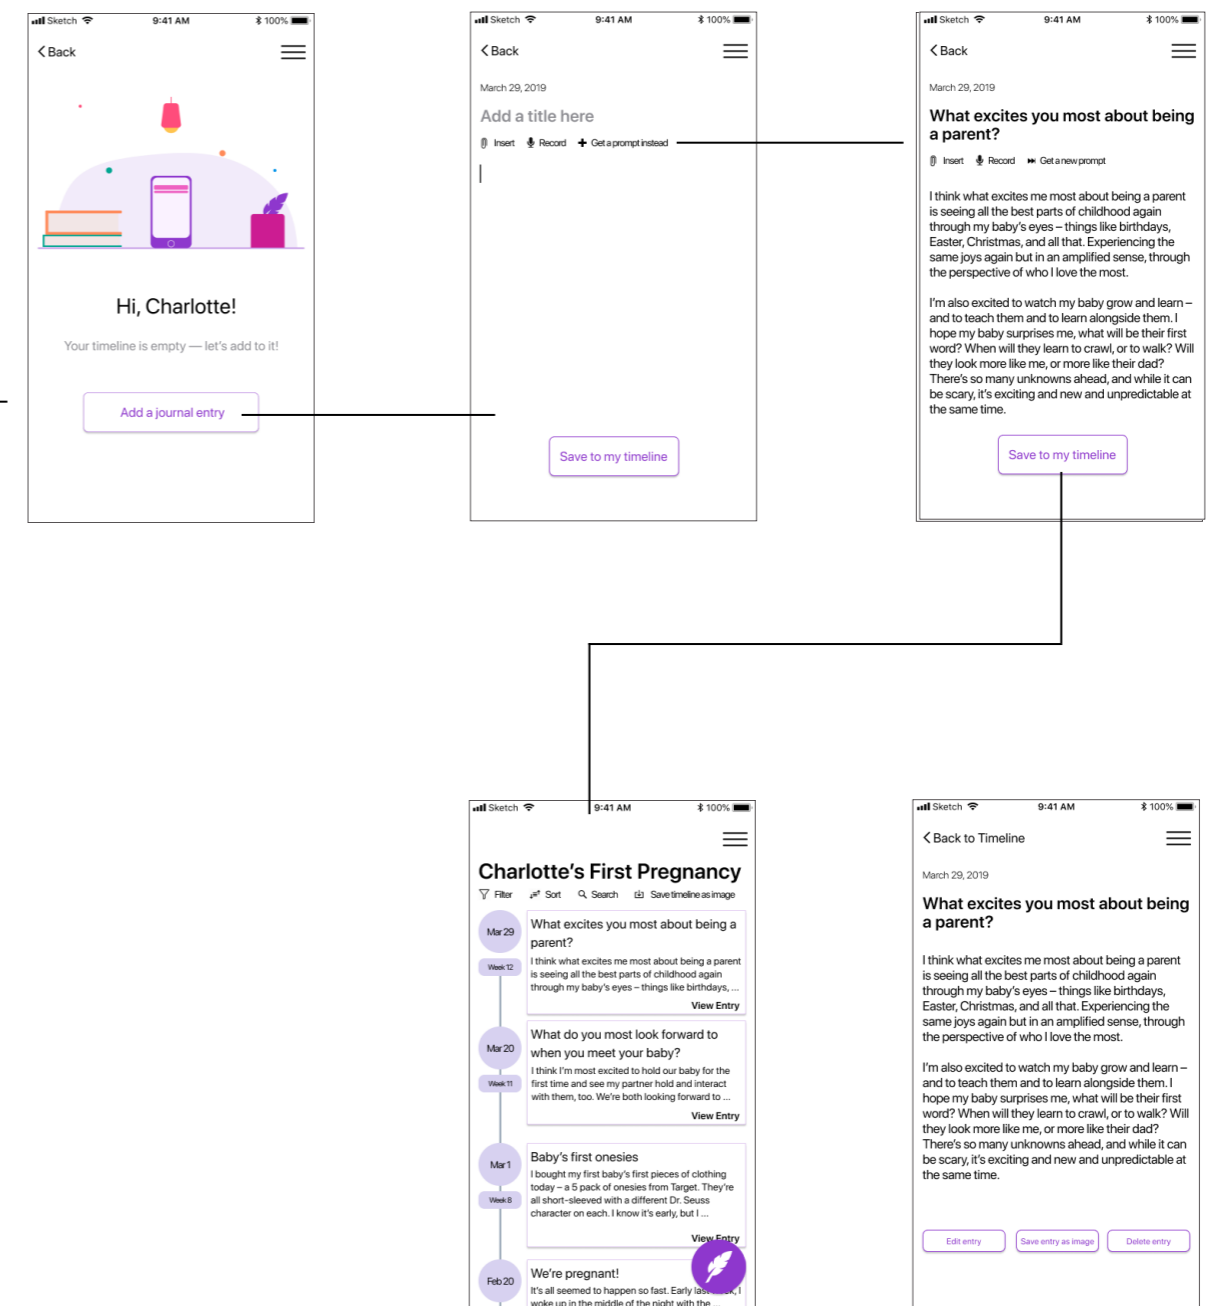 Sketch 9:41 AM 100%
Back
Hi, Charlotte!
Your timeline is empty — let's add to it!
Add a journal entry
Sketch 9:41 AM 100%
Back
March 29, 2019
Add a title here
Insert Record Get a prompt instead
Save to my timeline
Sketch 9:41 AM 100%
Back
March 29, 2019
What excites you most about being
a parent?
Insert Record Get a new prompt
I think what excites me most about being a parent
is seeing all the best parts of childhood again
through my baby's eyes – things like birthdays,
Easter, Christmas, and all that. Experiencing the
same joys again but in an amplified sense, through
the perspective of who I love the most.
I'm also excited to watch my baby grow and learn –
and to teach them and to learn alongside them. I
hope my baby surprises me, what will be their first
word? When will they learn to crawl, or to walk? Will
they look more like me, or more like their dad?
There's so many unknowns ahead, and while it can
be scary, it's exciting and new and unpredictable at
the same time.
Save to my timeline
Sketch 9:41 AM 100%
Charlotte's First Pregnancy
Filter Sort Search Save timeline as image
Mar 29
Week 12
What excites you most about being a
parent?
I think what excites me most about being a parent
is seeing all the best parts of childhood again
through my baby's eyes – things like birthdays, ...
View Entry
Mar 20
Week 11
What do you most look forward to
when you meet your baby?
I think I'm most excited to hold our baby for the
first time and see my partner hold and interact
with them, too. We're both looking forward to ...
View Entry
Mar 1
Week 8
Baby's first onesies
I bought my first baby's first pieces of clothing
today – a 5 pack of onesies from Target. They're
all short-sleeved with a different Dr. Seuss
character on each. I know it's early, but I ...
View Entry
Feb 20
We're pregnant!
It's all seemed to happen so fast. Early last I
woke up in the middle of the night with the ...
Sketch 9:41 AM 100%
Back to Timeline
March 29, 2019
What excites you most about being
a parent?
I think what excites me most about being a parent
is seeing all the best parts of childhood again
through my baby's eyes – things like birthdays,
Easter, Christmas, and all that. Experiencing the
same joys again but in an amplified sense, through
the perspective of who I love the most.
I'm also excited to watch my baby grow and learn –
and to teach them and to learn alongside them. I
hope my baby surprises me, what will be their first
word? When will they learn to crawl, or to walk? Will
they look more like me, or more like their dad?
There's so many unknowns ahead, and while it can
be scary, it's exciting and new and unpredictable at
the same time.
Edit entry Save entry as image Delete entry